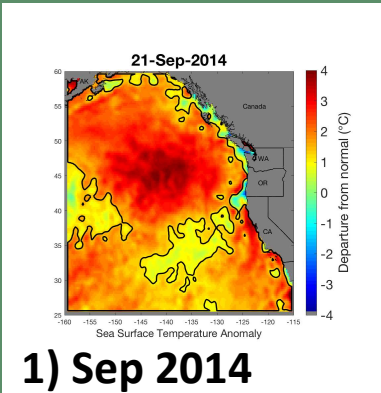 21-Sep-2014
60
55
50
45
40
35
30
25
-160 -155 -150 -145 -140 -135 -130 -125 -120 -115
Sea Surface Temperature Anomaly
AK
Canada
WA
OR
CA
4
3
2
1
0
-1
-2
-3
-4
Departure from normal (°C)
1) Sep 2014